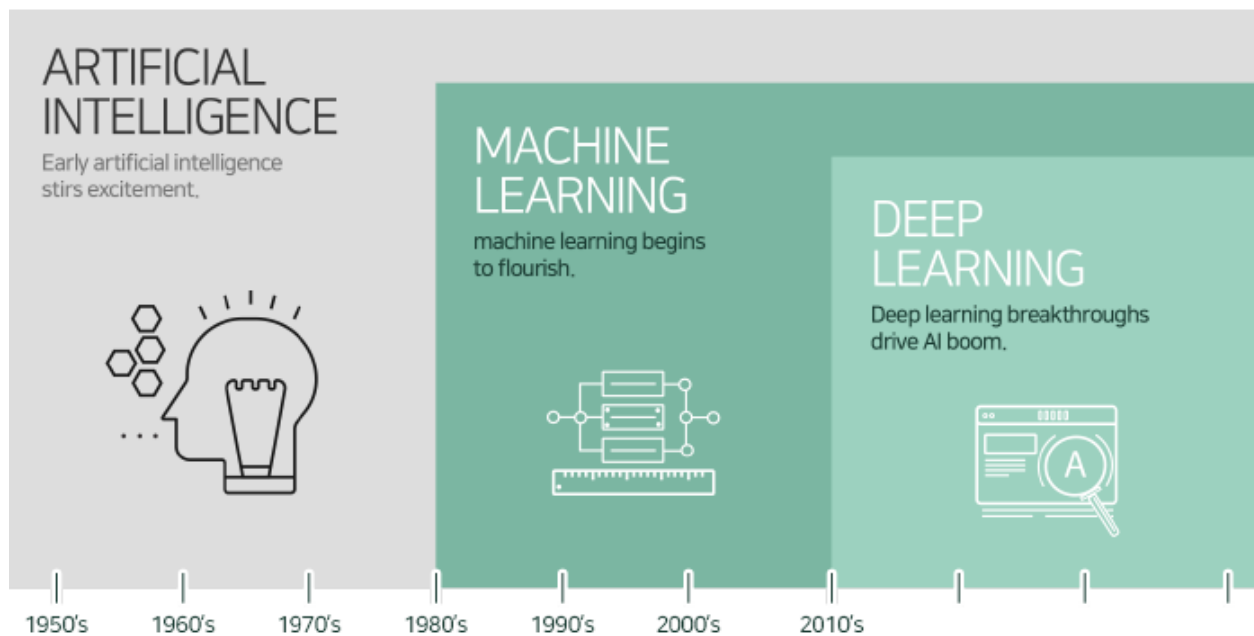 ARTIFICIAL
INTELLIGENCE
Early artificial intelligence
stirs excitement.
MACHINE
LEARNING
machine learning begins
to flourish.
DEEP
LEARNING
Deep learning breakthroughs
drive AI boom.
A
1950's 1960's 1970's 1980's 1990's 2000's 2010's